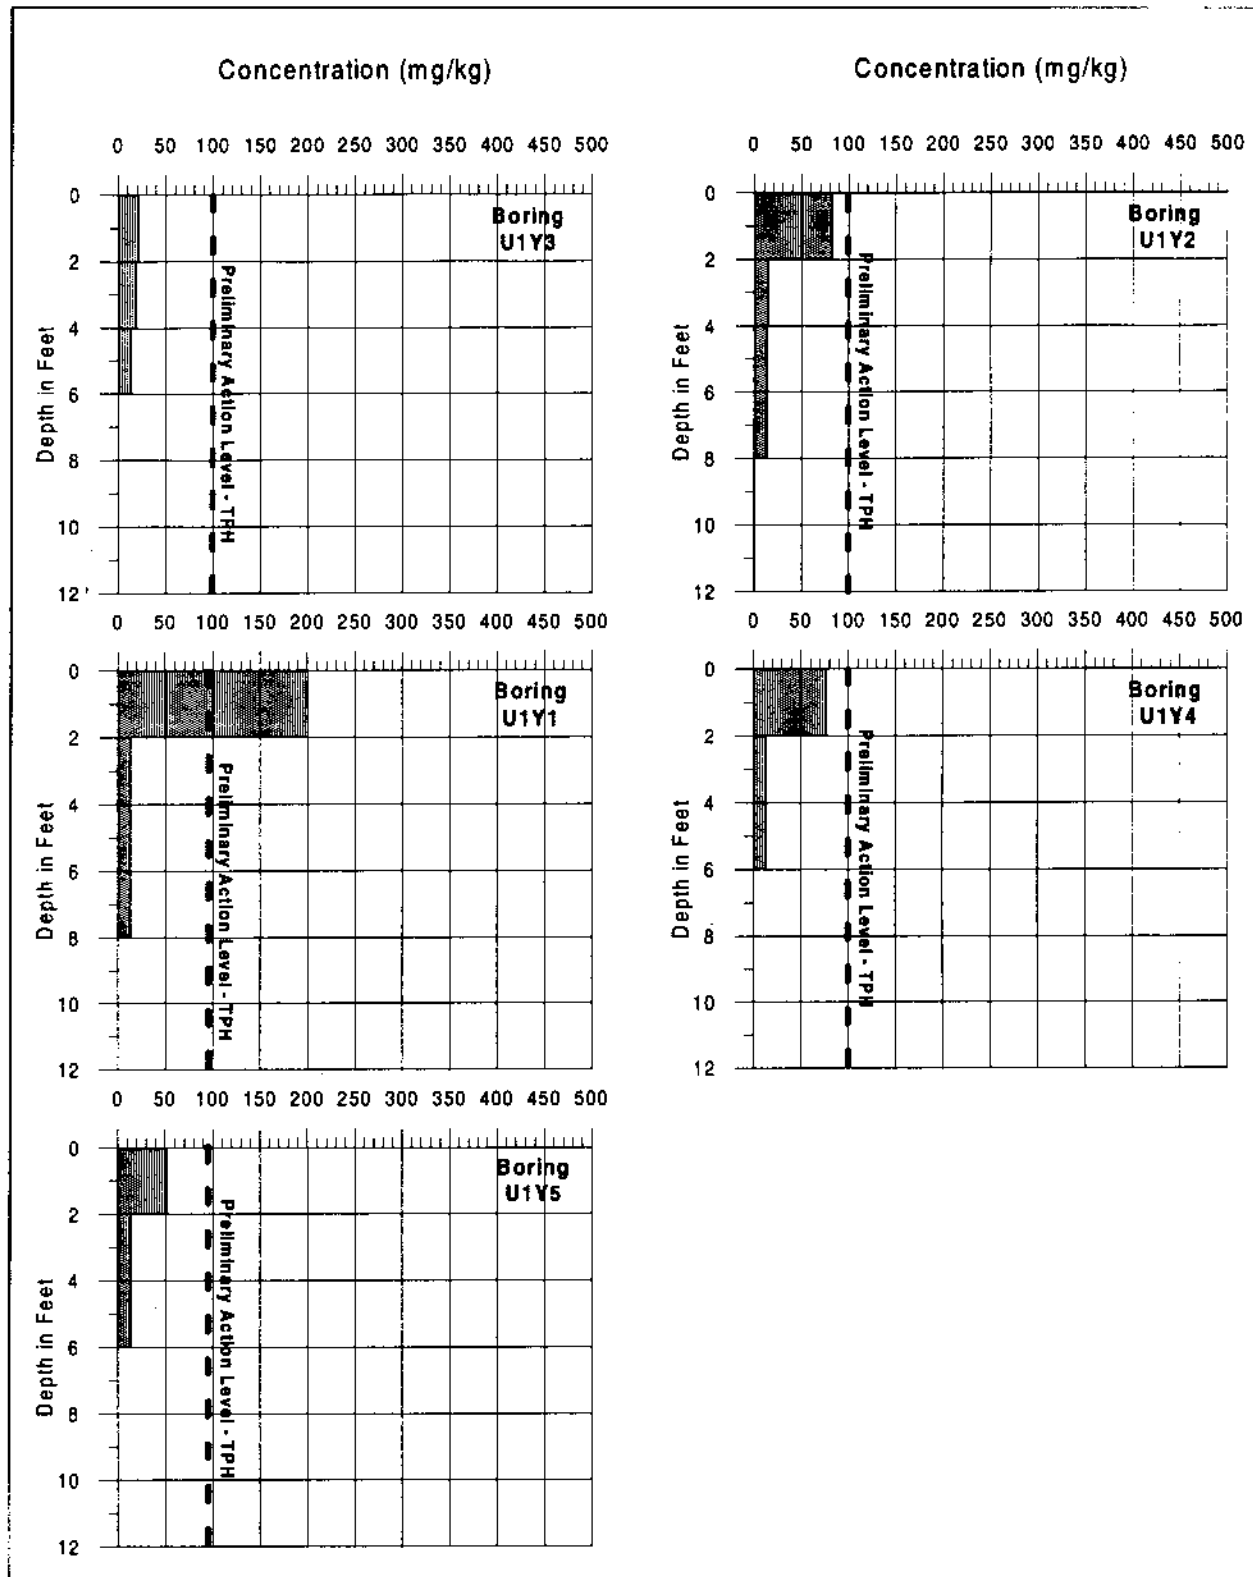 Concentration (mg/kg)
0 50 100 150 200 250 300 350 400 450 500
Boring
U1Y3
Depth in Feet
0
2
4
6
8
10
12
Preliminary Action Level - TPH
Concentration (mg/kg)
0 50 100 150 200 250 300 350 400 450 500
Boring
U1Y2
Depth in Feet
0
2
4
6
8
10
12
Preliminary Action Level - TPH
0 50 100 150 200 250 300 350 400 450 500
Boring
U1Y1
Depth in Feet
0
2
4
6
8
10
12
Preliminary Action Level - TPH
0 50 100 150 200 250 300 350 400 450 500
Boring
U1Y4
Depth in Feet
0
2
4
6
8
10
12
Preliminary Action Level - TPH
0 50 100 150 200 250 300 350 400 450 500
Boring
U1Y5
Depth in Feet
0
2
4
6
8
10
12
Preliminary Action Level - TPH